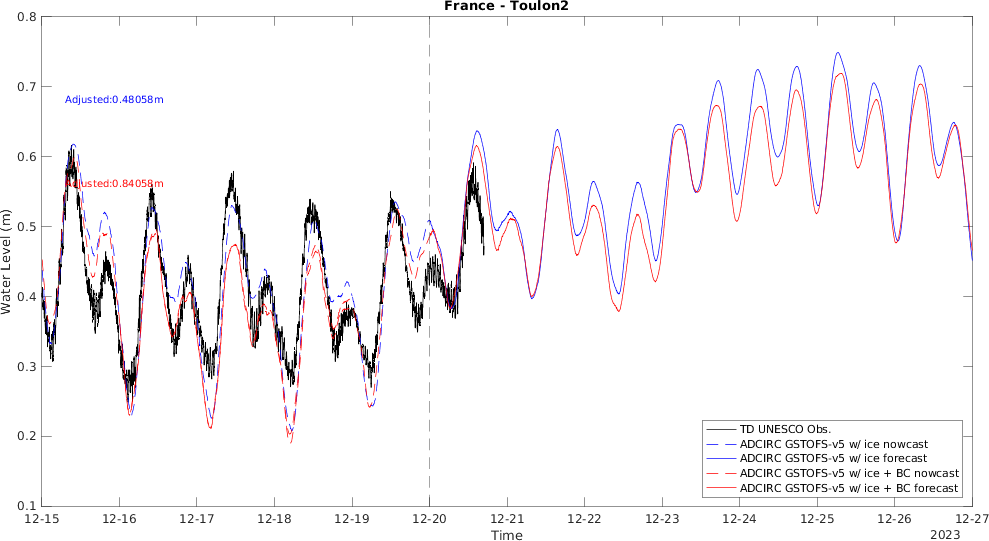 France - Toulon2
0.8
0.7
0.6
0.5
0.4
0.3
0.2
0.1
Water Level (m)
Adjusted:0.48058m
Adjusted:0.84058m
TD UNESCO Obs.
ADCIRC GSTOFS-v5 w/ ice nowcast
ADCIRC GSTOFS-v5 w/ ice forecast
ADCIRC GSTOFS-v5 w/ ice + BC nowcast
ADCIRC GSTOFS-v5 w/ ice + BC forecast
12-15 12-16 12-17 12-18 12-19 12-20 12-21 12-22 12-23 12-24 12-25 12-26 12-27
Time
2023